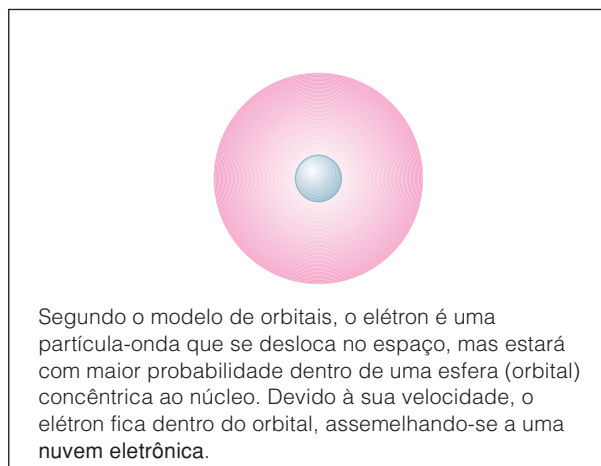 Segundo o modelo de orbitais, o elétron é uma
partícula-onda que se desloca no espaço, mas estará
com maior probabilidade dentro de uma esfera (orbital)
concêntrica ao núcleo. Devido à sua velocidade, o
elétron fica dentro do orbital, assemelhando-se a uma
nuvem eletrônica.